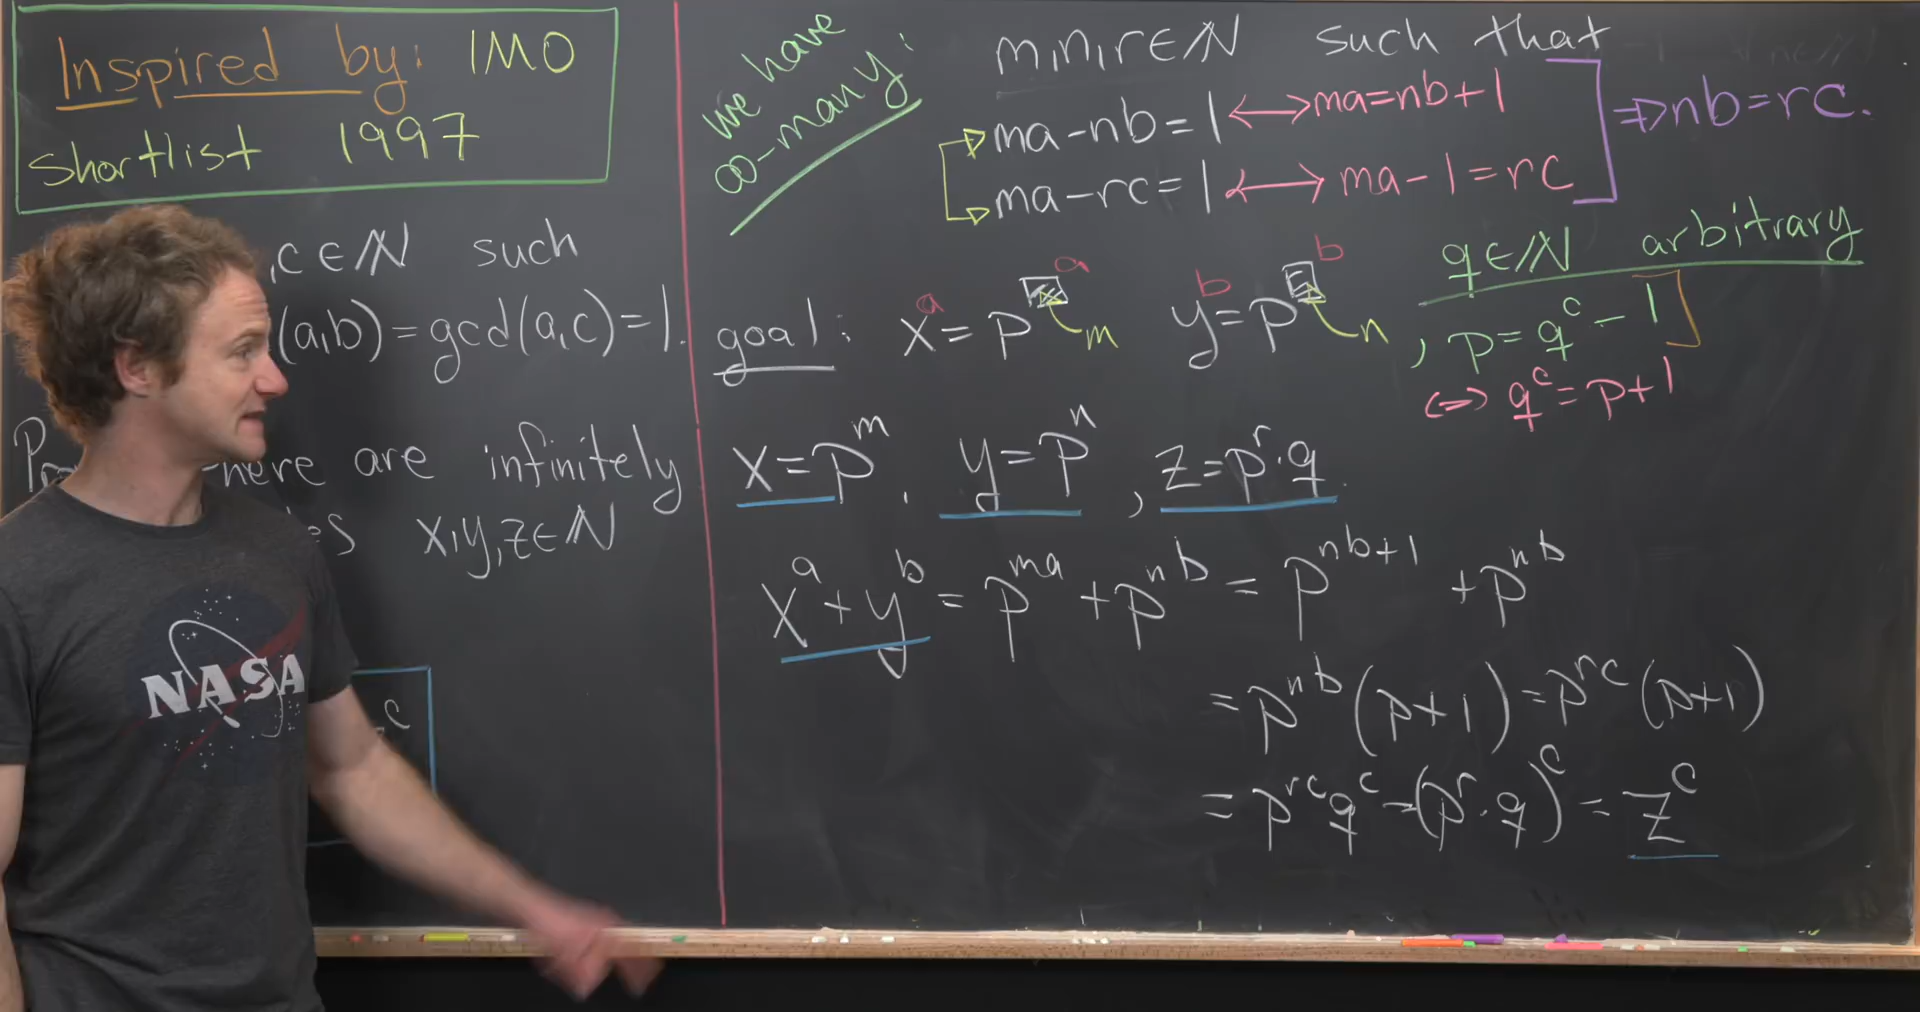 Inspired by: IMO
Shortlist 1997
,c ∈ ℕ such
(a,b) = gcd(a,c) = 1.
there are infinitely
x,y,z ∈ ℕ
c
NASA
we have
∞-many:
m,n,r ∈ ℕ such that
ma-nb=1 ↔ ma=nb+1
ma-rc=1 ↔ ma-1=rc
⇒ nb=rc.
q ∈ ℕ arbitrary
, p=q^c-1
⇔ q^c=p+1
goal: x^a = p^a m y^b = p^b n
x=p^m, y=p^n, z=p^r·q.
x^a+y^b = p^ma + p^nb = p^nb+1 + p^nb
= p^nb(p+1) = p^rc(p+1)
= p^rc q^c = (p^r·q)^c = z^c